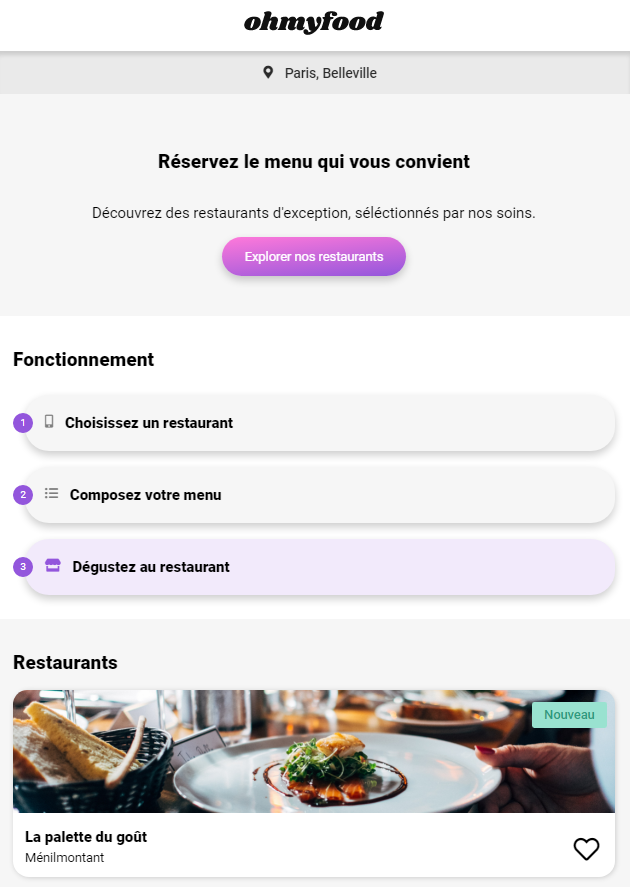 ohmyfood
Paris, Belleville
Réservez le menu qui vous convient
Découvrez des restaurants d'exception, séléctionnés par nos soins.
Explorer nos restaurants
Fonctionnement
1 Choisissez un restaurant
2 Composez votre menu
3 Dégustez au restaurant
Restaurants
Nouveau
La palette du goût
Ménilmontant